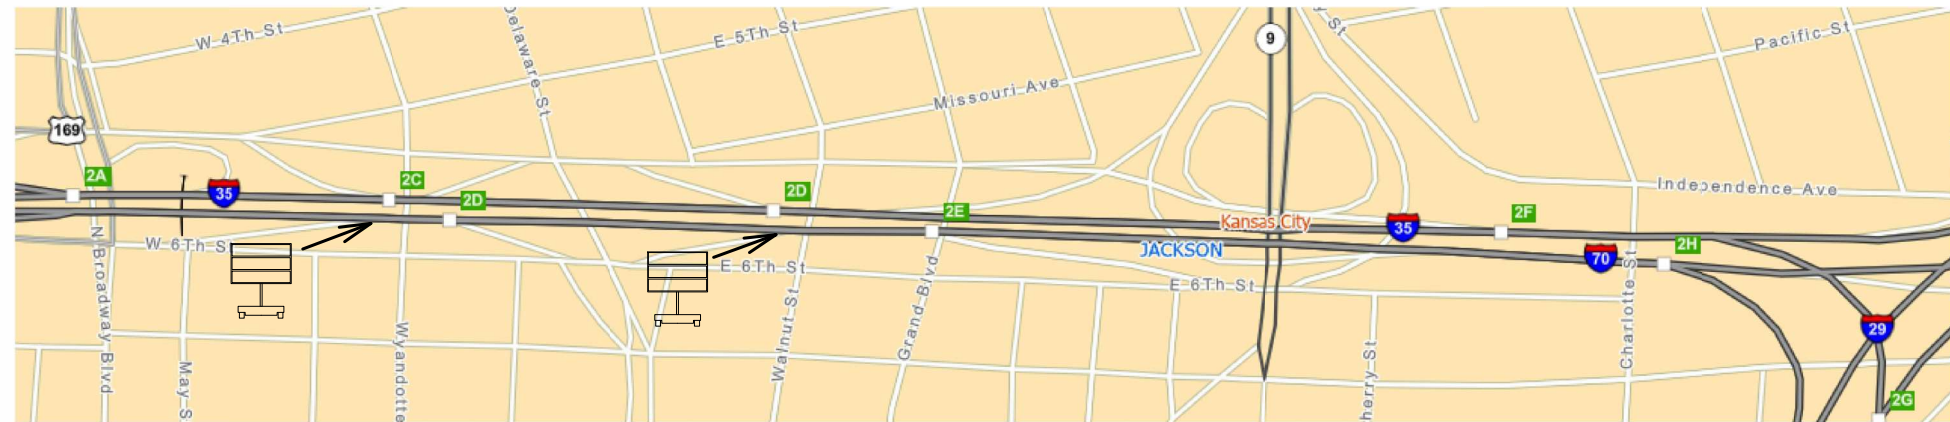 W 4Th St
Delaware St
E 5Th St
9
y St
Pacific St
Missouri Ave
169
2A
35
2C
2D
2D
2E
Kansas City
35
2F
Independence Ave
W 6Th S
JACKSON
70
2H
E 6Th St
E 6Th St
N Broadway Blvd
May S
Wyandotte
Walnut St
Grand Blvd
herry St
Charlotte St
29
2G